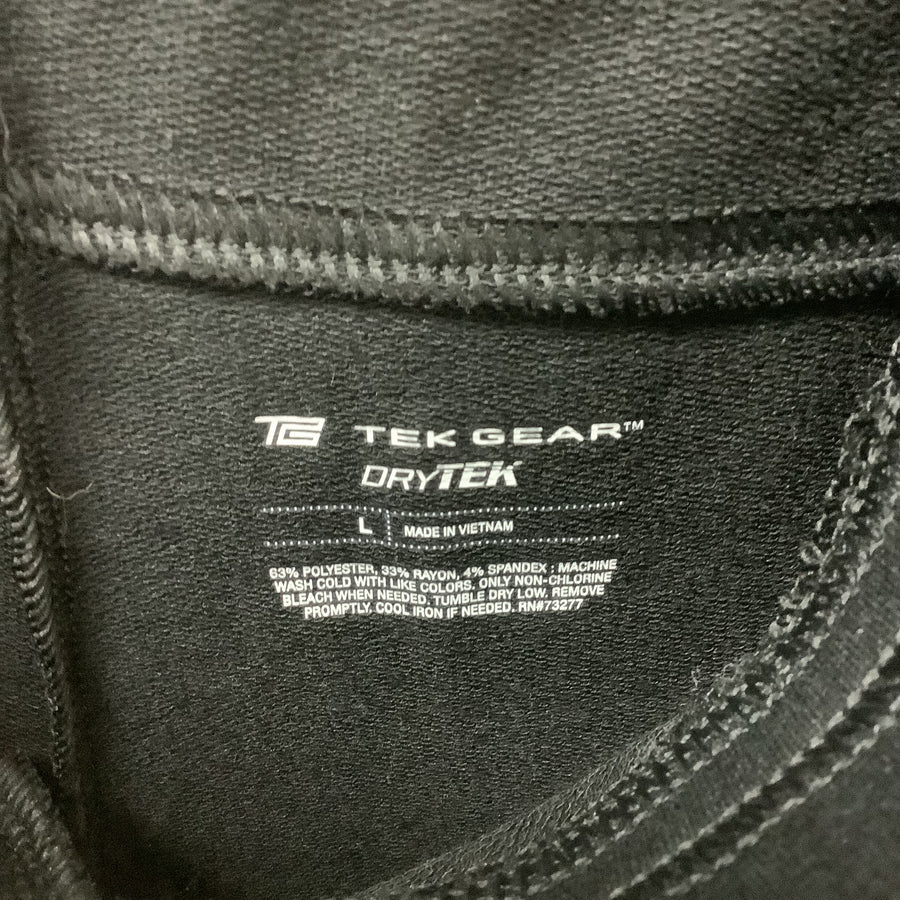 TG TEK GEAR™
DRYTEK
L MADE IN VIETNAM
63% POLYESTER, 33% RAYON, 4% SPANDEX : MACHINE
WASH COLD WITH LIKE COLORS, ONLY NON-CHLORINE
BLEACH WHEN NEEDED, TUMBLE DRY LOW, REMOVE
PROMPTLY, COOL IRON IF NEEDED. RN#73277